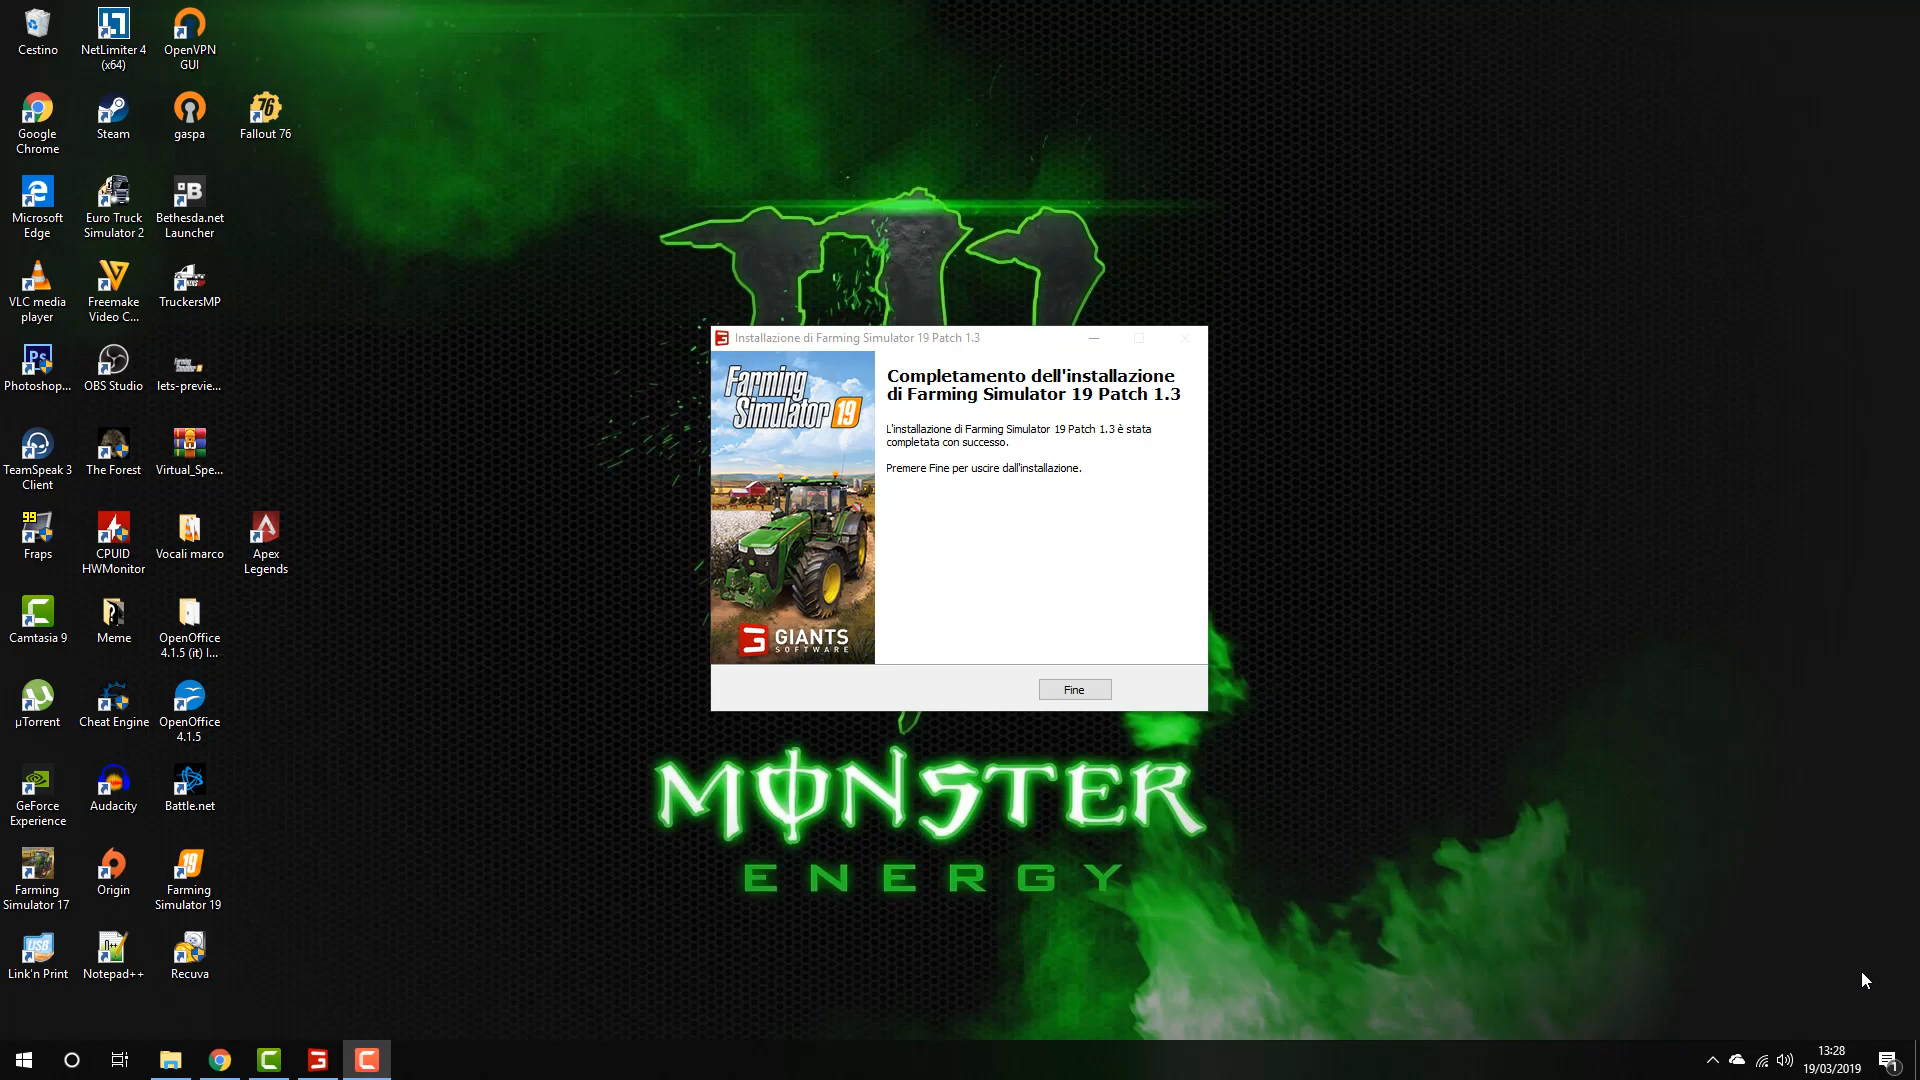 Cestino
NetLimiter 4
(x64)
OpenVPN
GUI
Google
Chrome
Steam
gaspa
76
Fallout 76
Microsoft
Edge
Euro Truck
Simulator 2
B
Bethesda.net
Launcher
VLC media
player
Freemake
Video C...
TruckersMP
Ps
Photoshop...
OBS Studio
lets-previe...
TeamSpeak 3
Client
The Forest
Virtual_Spe...
99
Fraps
CPUID
HWMonitor
Vocali marco
Apex
Legends
Camtasia 9
Meme
OpenOffice
4.1.5 (it) I...
µTorrent
Cheat Engine
OpenOffice
4.1.5
GeForce
Experience
Audacity
Battle.net
Farming
Simulator 17
Origin
19
Farming
Simulator 19
USB
Link'n Print
Notepad++
Recuva
Installazione di Farming Simulator 19 Patch 1.3
Farming
Simulator 19
GIANTS
SOFTWARE
Completamento dell'installazione
di Farming Simulator 19 Patch 1.3
L'installazione di Farming Simulator 19 Patch 1.3 è stata
completata con successo.
Premere Fine per uscire dall'installazione.
Fine
MONSTER
ENERGY
13:28
19/03/2019
1